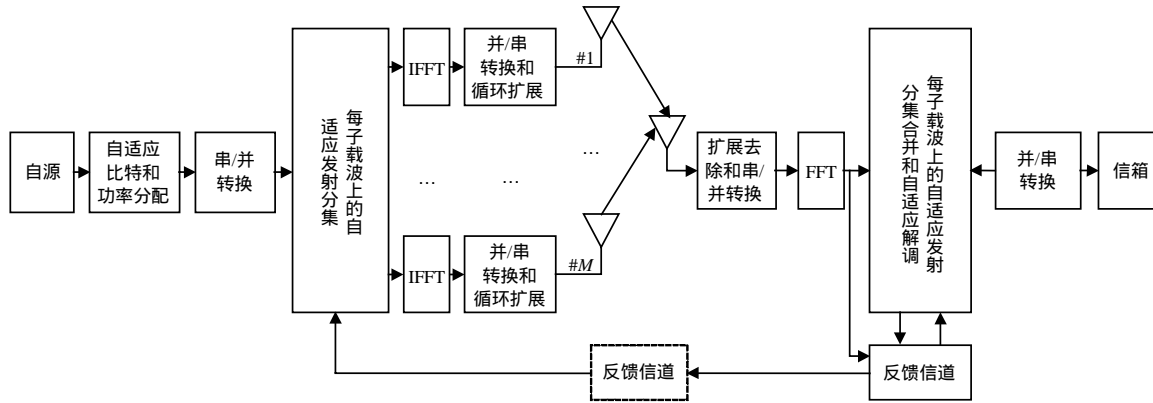 自源
自适应
比特和
功率分配
串/并
转换
每子载波上的自
适应发射分集
IFFT
并/串
转换和
循环扩展
#1
…
…
…
IFFT
并/串
转换和
循环扩展
#M
扩展去
除和串/
并转换
FFT
每子载波上的自适应发射
分集合并和自适应解调
并/串
转换
信箱
反馈信道
反馈信道